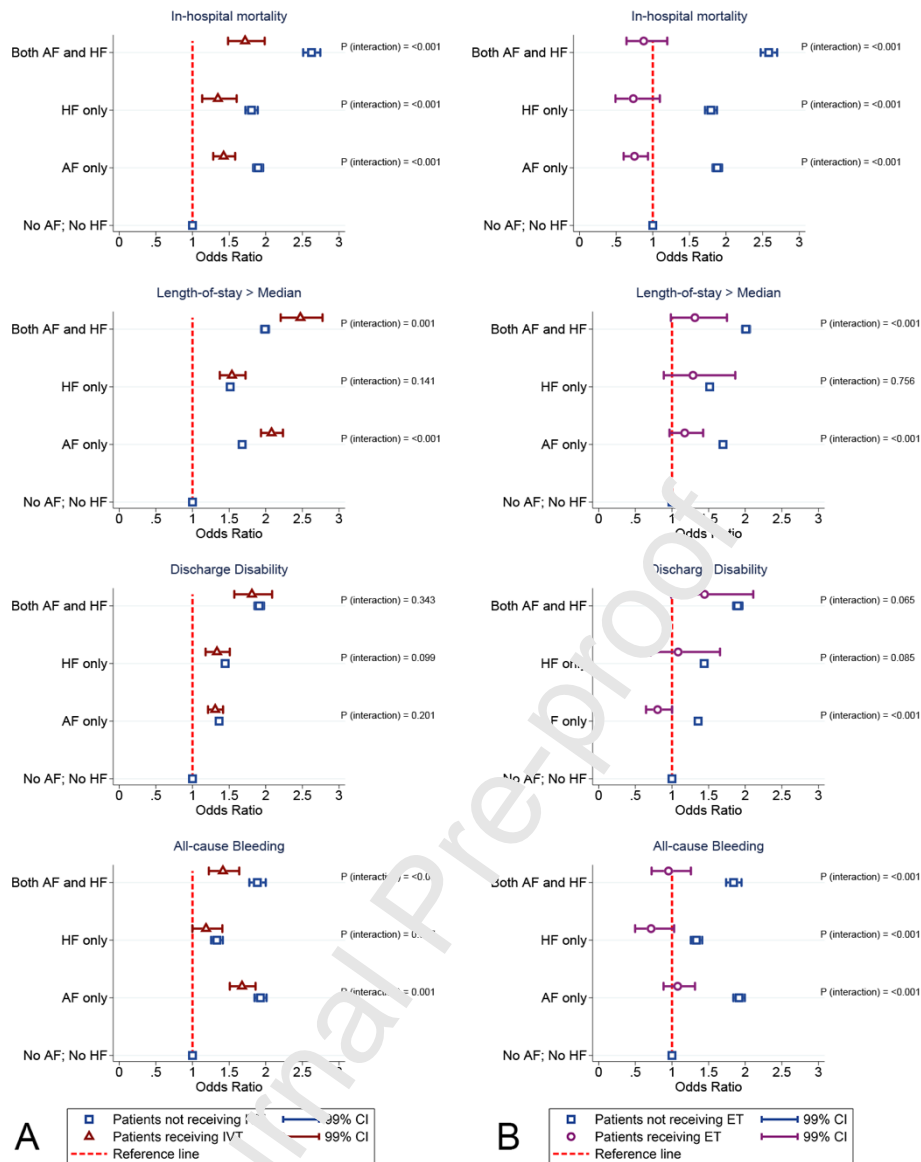 In-hospital mortality
Both AF and HF
P (interaction) = <0.001
HF only
P (interaction) = <0.001
AF only
P (interaction) = <0.001
No AF; No HF
0 .5 1 1.5 2 2.5 3
Odds Ratio
Length-of-stay > Median
Both AF and HF
P (interaction) = 0.001
HF only
P (interaction) = 0.141
AF only
P (interaction) = <0.001
No AF; No HF
0 .5 1 1.5 2 2.5 3
Odds Ratio
Discharge Disability
Both AF and HF
P (interaction) = 0.343
HF only
P (interaction) = 0.099
AF only
P (interaction) = 0.201
No AF; No HF
0 .5 1 1.5 2 2.5 3
Odds Ratio
All-cause Bleeding
Both AF and HF
P (interaction) =
HF only
P (interaction) =
AF only
P (interaction) = 0.001
No AF; No HF
0 .5 1 1.5 2 2.5 3
Odds Ratio
A
Patients not receiving
99% CI
Patients receiving IVT
99% CI
Reference line
In-hospital mortality
Both AF and HF
P (interaction) = <0.001
HF only
P (interaction) = <0.001
AF only
P (interaction) = <0.001
No AF; No HF
0 .5 1 1.5 2 2.5 3
Odds Ratio
Length-of-stay > Median
Both AF and HF
P (interaction) = <0.001
HF only
P (interaction) = 0.756
AF only
P (interaction) = <0.001
No AF; No HF
0 .5 1 1.5 2 2.5 3
Odds Ratio
Discharge Disability
Both AF and HF
P (interaction) = 0.065
HF only
P (interaction) = 0.085
only
P (interaction) = <0.001
No AF; No HF
0 .5 1 1.5 2 2.5 3
Odds Ratio
All-cause Bleeding
Both AF and HF
P (interaction) = <0.001
HF only
P (interaction) = <0.001
AF only
P (interaction) = <0.001
No AF; No HF
0 .5 1 1.5 2 2.5 3
Odds Ratio
B
Patients not receiving ET
99% CI
Patients receiving ET
99% CI
Reference line
Journal Pre-proof